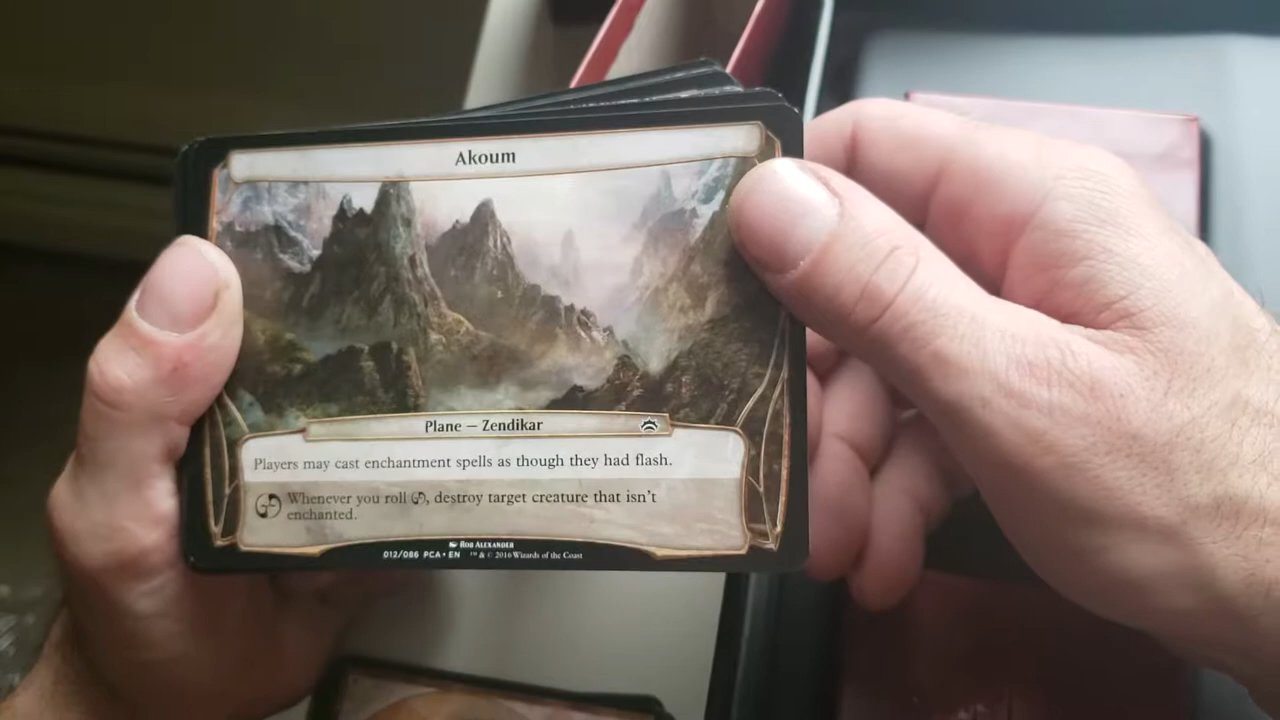 Akoum
Plane — Zendikar
Players may cast enchantment spells as though they had flash.
Whenever you roll , destroy target creature that isn't
enchanted.
Rob Alexander
012/086 PCA • EN ™ & © 2016 Wizards of the Coast